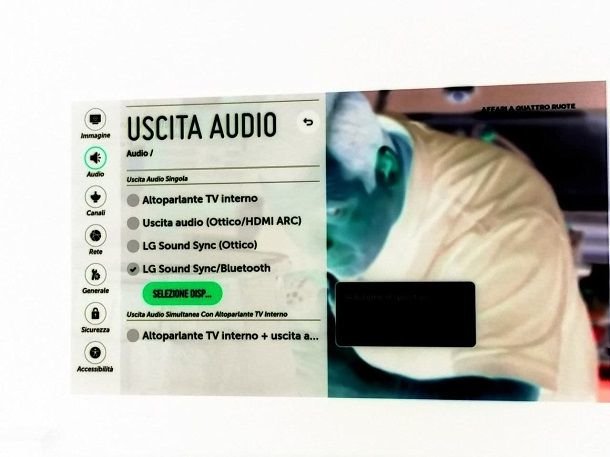 AFFARI A QUATTRO RUOTE
USCITA AUDIO
Audio /
Immagine
Audio
Canali
Rete
Generale
Sicurezza
Accessibilità
Uscita Audio Singola
Altoparlante TV interno
Uscita audio (Ottico/HDMI ARC)
LG Sound Sync (Ottico)
LG Sound Sync/Bluetooth
SELEZIONE DISP...
Uscita Audio Simultanea Con Altoparlante TV Interno
Altoparlante TV interno + uscita a...